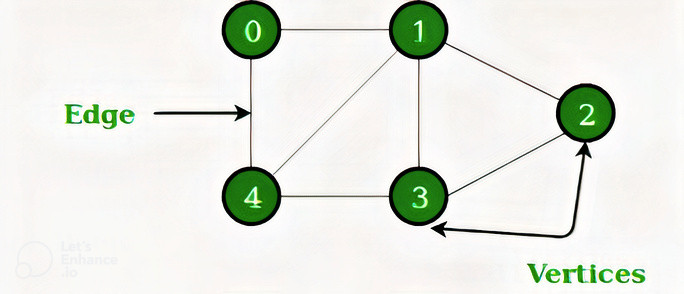 0 1
Edge
2
4 3
Let's
Enhance
.io
Vertices